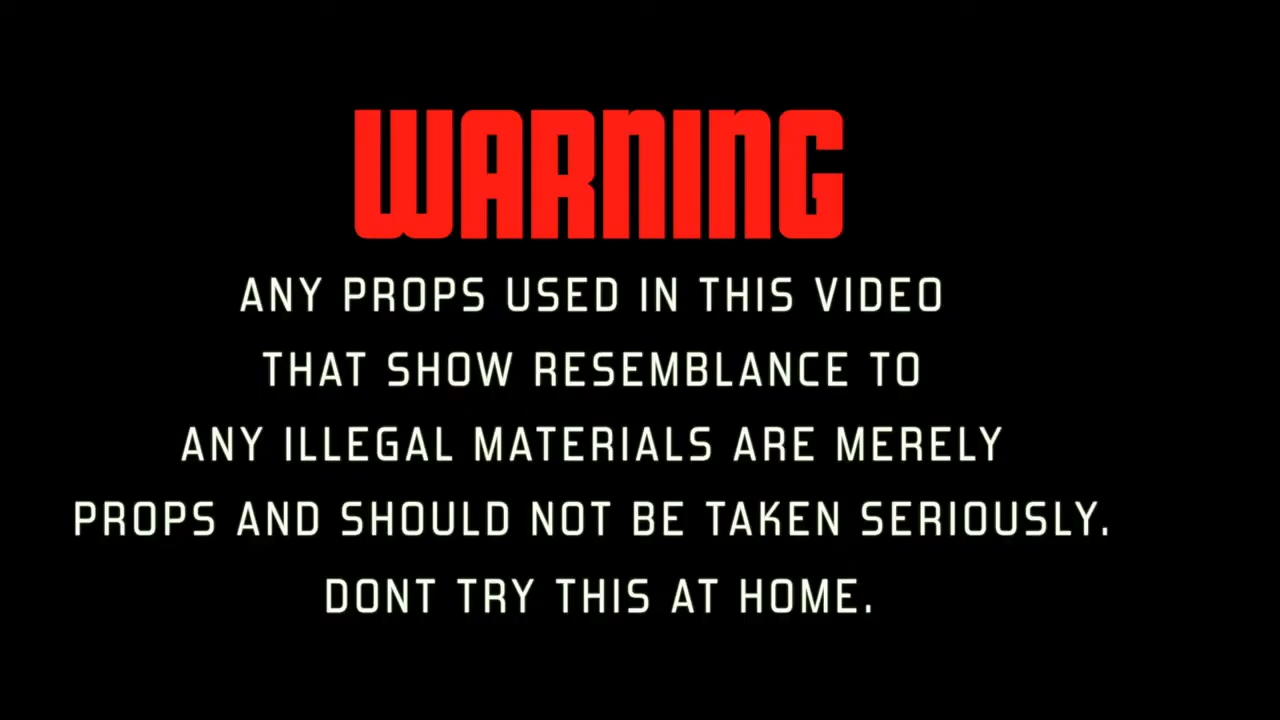 WARNING
ANY PROPS USED IN THIS VIDEO
THAT SHOW RESEMBLANCE TO
ANY ILLEGAL MATERIALS ARE MERELY
PROPS AND SHOULD NOT BE TAKEN SERIOUSLY.
DONT TRY THIS AT HOME.